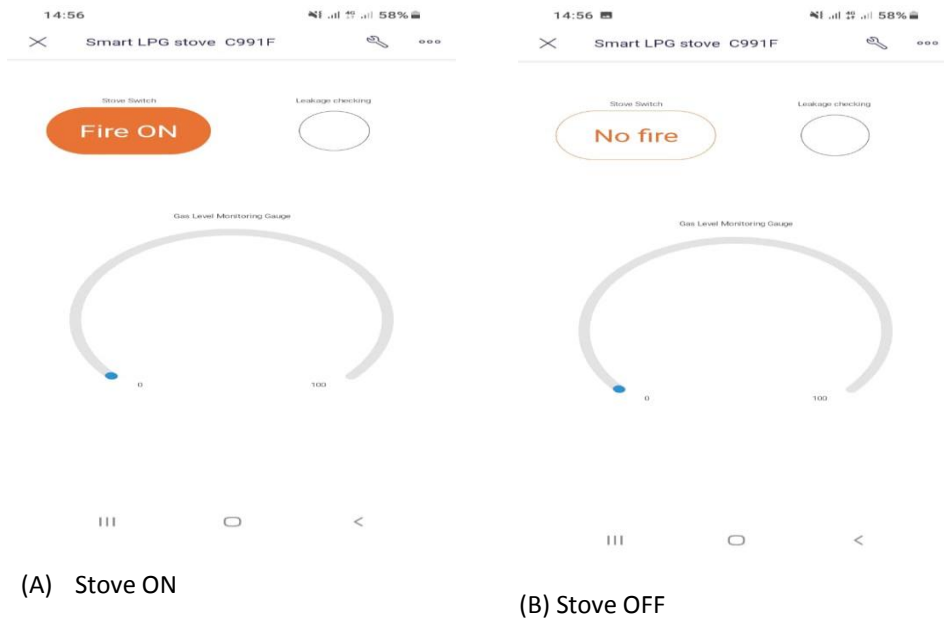 14:56 58%
Smart LPG stove C991F
Stove Switch Leakage checking
Fire ON
Gas Level Monitoring Gauge
0 100
(A) Stove ON
14:56 58%
Smart LPG stove C991F
Stove Switch Leakage checking
No fire
Gas Level Monitoring Gauge
0 100
(B) Stove OFF